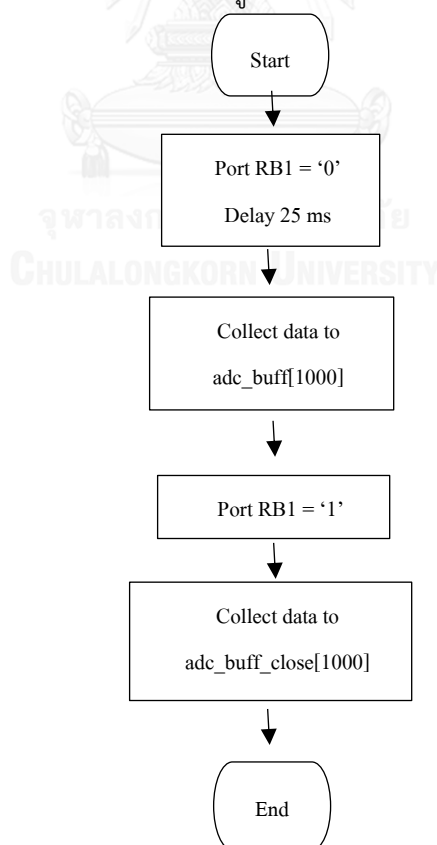 Start
Port RB1 = ‘0’
Delay 25 ms
CHULALONGKORN UNIVERSITY
Collect data to
adc_buff[1000]
Port RB1 = ‘1’
Collect data to
adc_buff_close[1000]
End